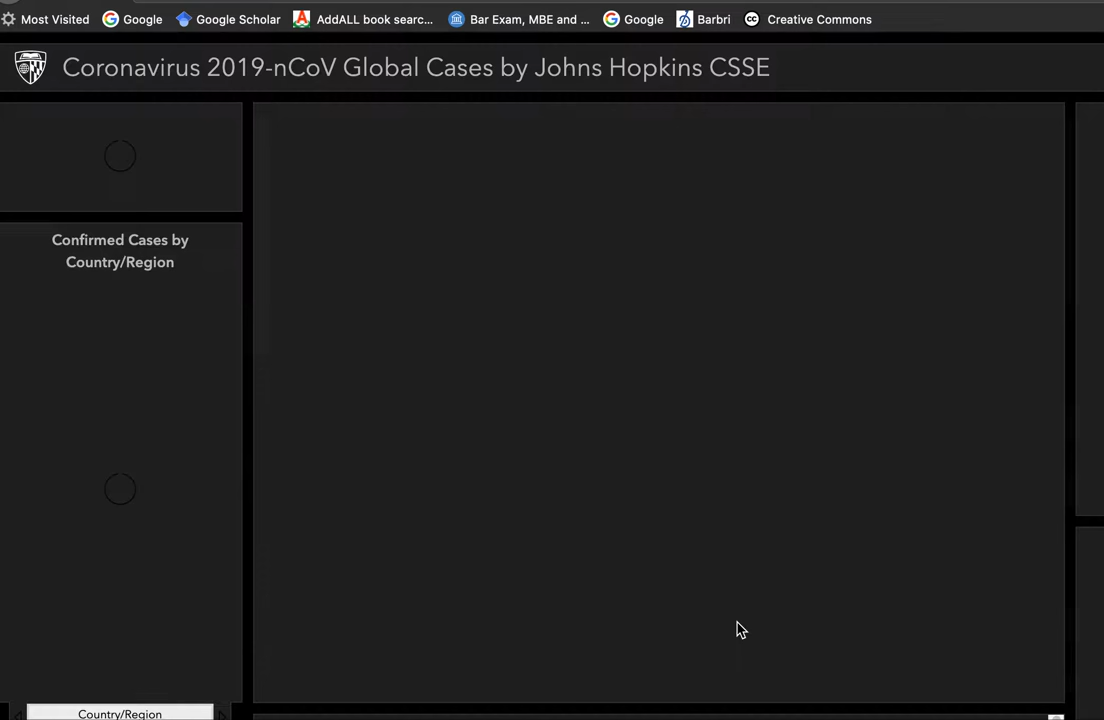 Most Visited Google Google Scholar AddALL book searc... Bar Exam, MBE and ... Google Barbri cc Creative Commons
Coronavirus 2019-nCoV Global Cases by Johns Hopkins CSSE
Confirmed Cases by
Country/Region
Country/Region